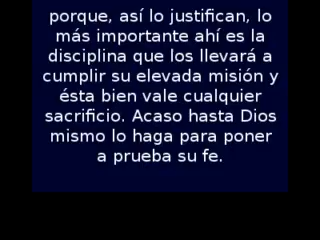 porque, así lo justifican, lo
más importante ahí es la
disciplina que los llevará a
cumplir su elevada misión y
ésta bien vale cualquier
sacrificio. Acaso hasta Dios
mismo lo haga para poner
a prueba su fe.